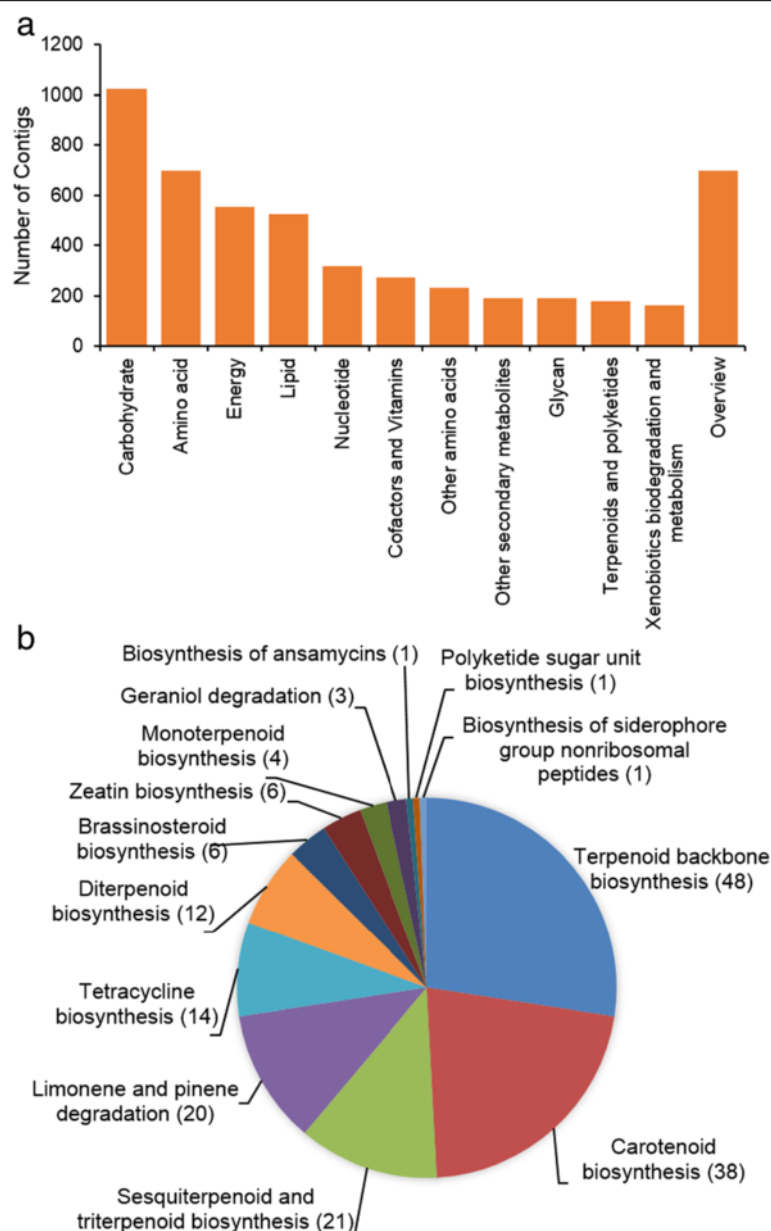 a
1200
1000
800
600
400
200
0
Number of Contigs
Carbohydrate
Amino acid
Energy
Lipid
Nucleotide
Cofactors and Vitamins
Other amino acids
Other secondary metabolites
Glycan
Terpenoids and polyketides
Xenobiotics biodegradation and
metabolism
Overview
b
Biosynthesis of ansamycins (1)
Polyketide sugar unit
biosynthesis (1)
Geraniol degradation (3)
Biosynthesis of siderophore
group nonribosomal
peptides (1)
Monoterpenoid
biosynthesis (4)
Zeatin biosynthesis (6)
Brassinosteroid
biosynthesis (6)
Terpenoid backbone
biosynthesis (48)
Diterpenoid
biosynthesis (12)
Tetracycline
biosynthesis (14)
Limonene and pinene
degradation (20)
Carotenoid
biosynthesis (38)
Sesquiterpenoid and
triterpenoid biosynthesis (21)